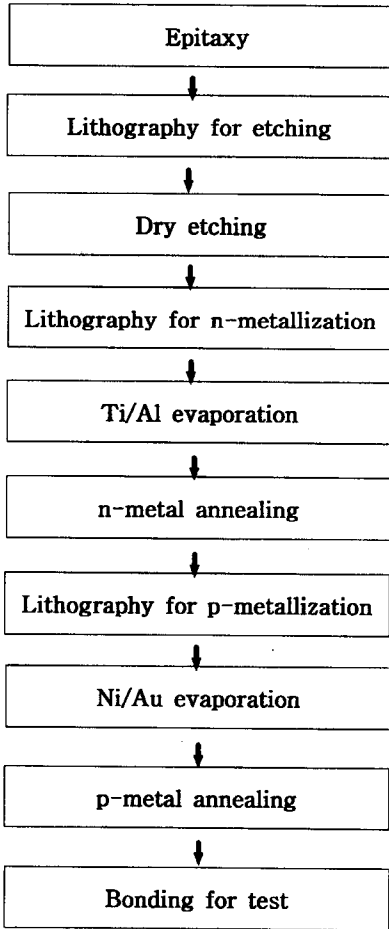 Epitaxy
Lithography for etching
Dry etching
Lithography for n-metallization
Ti/Al evaporation
n-metal annealing
Lithography for p-metallization
Ni/Au evaporation
p-metal annealing
Bonding for test